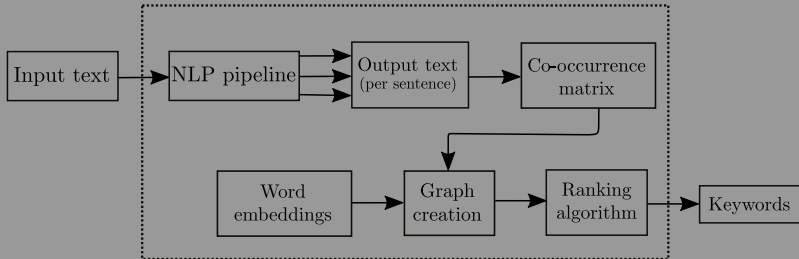 Input text
NLP pipeline
Output text
(per sentence)
Co-occurrence
matrix
Word
embeddings
Graph
creation
Ranking
algorithm
Keywords